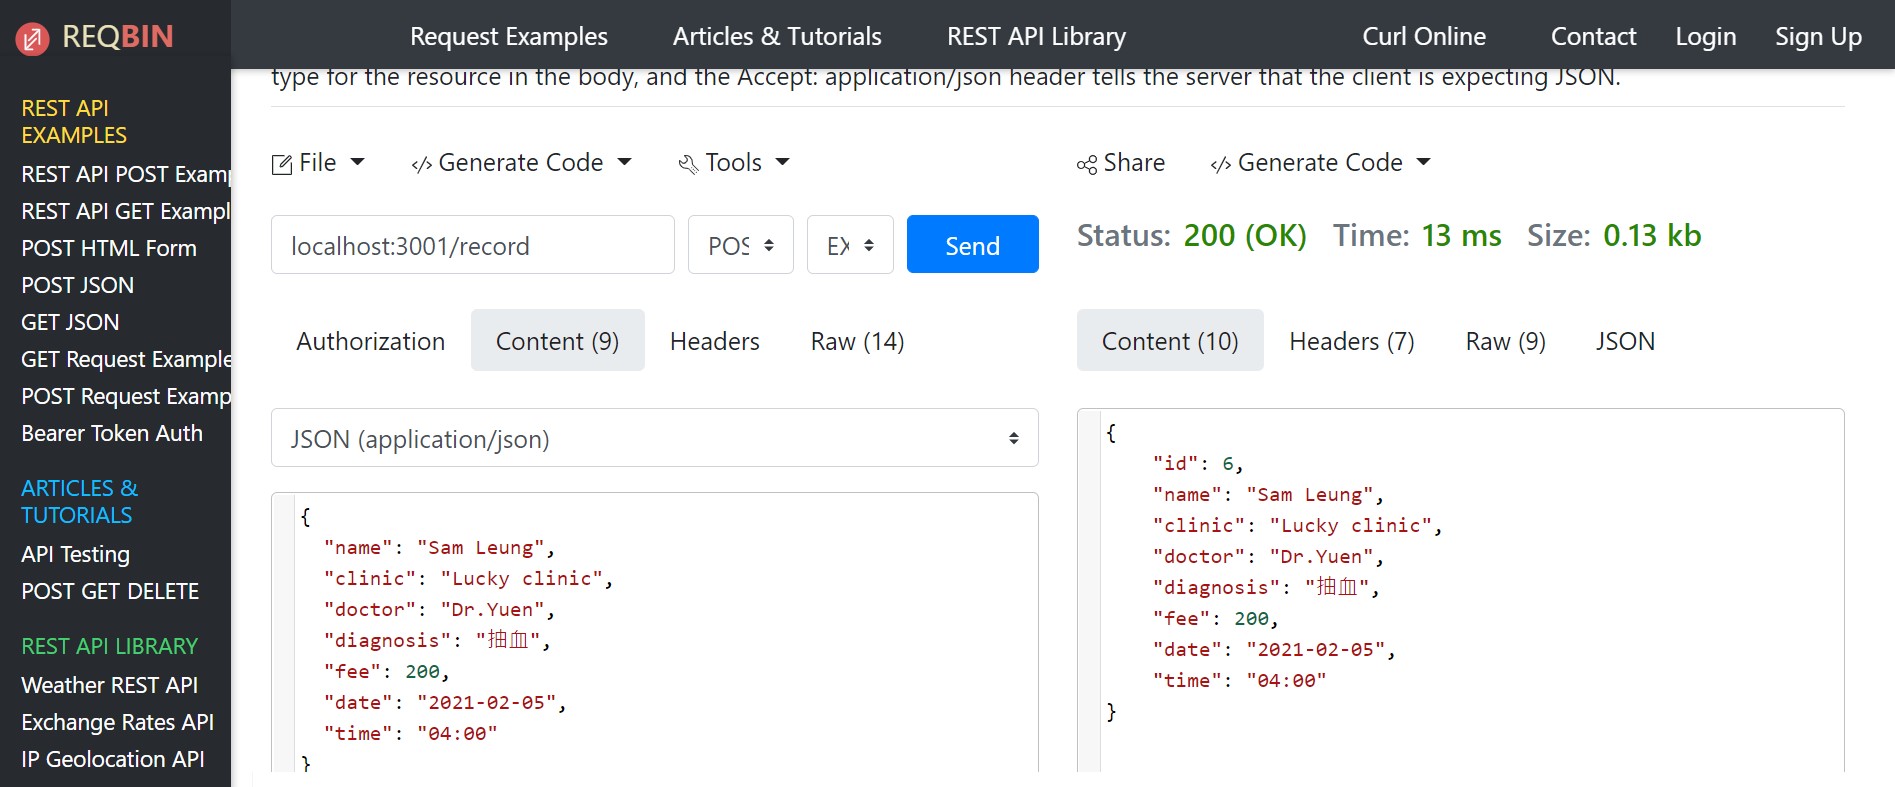 REQBIN
Request Examples
Articles & Tutorials
REST API Library
Curl Online
Contact
Login
Sign Up
REST API
EXAMPLES
REST API POST Examp
REST API GET Exampl
POST HTML Form
POST JSON
GET JSON
GET Request Example
POST Request Examp
Bearer Token Auth
ARTICLES &
TUTORIALS
API Testing
POST GET DELETE
REST API LIBRARY
Weather REST API
Exchange Rates API
IP Geolocation API
type for the resource in the body, and the Accept: application/json header tells the server that the client is expecting JSON.
File
</> Generate Code
Tools
localhost:3001/record
POS
EX
Send
Authorization
Content (9)
Headers
Raw (14)
JSON (application/json)
{
"name": "Sam Leung",
"clinic": "Lucky clinic",
"doctor": "Dr.Yuen",
"diagnosis": "抽血",
"fee": 200,
"date": "2021-02-05",
"time": "04:00"
}
Share
</> Generate Code
Status: 200 (OK) Time: 13 ms Size: 0.13 kb
Content (10)
Headers (7)
Raw (9)
JSON
{
"id": 6,
"name": "Sam Leung",
"clinic": "Lucky clinic",
"doctor": "Dr.Yuen",
"diagnosis": "抽血",
"fee": 200,
"date": "2021-02-05",
"time": "04:00"
}